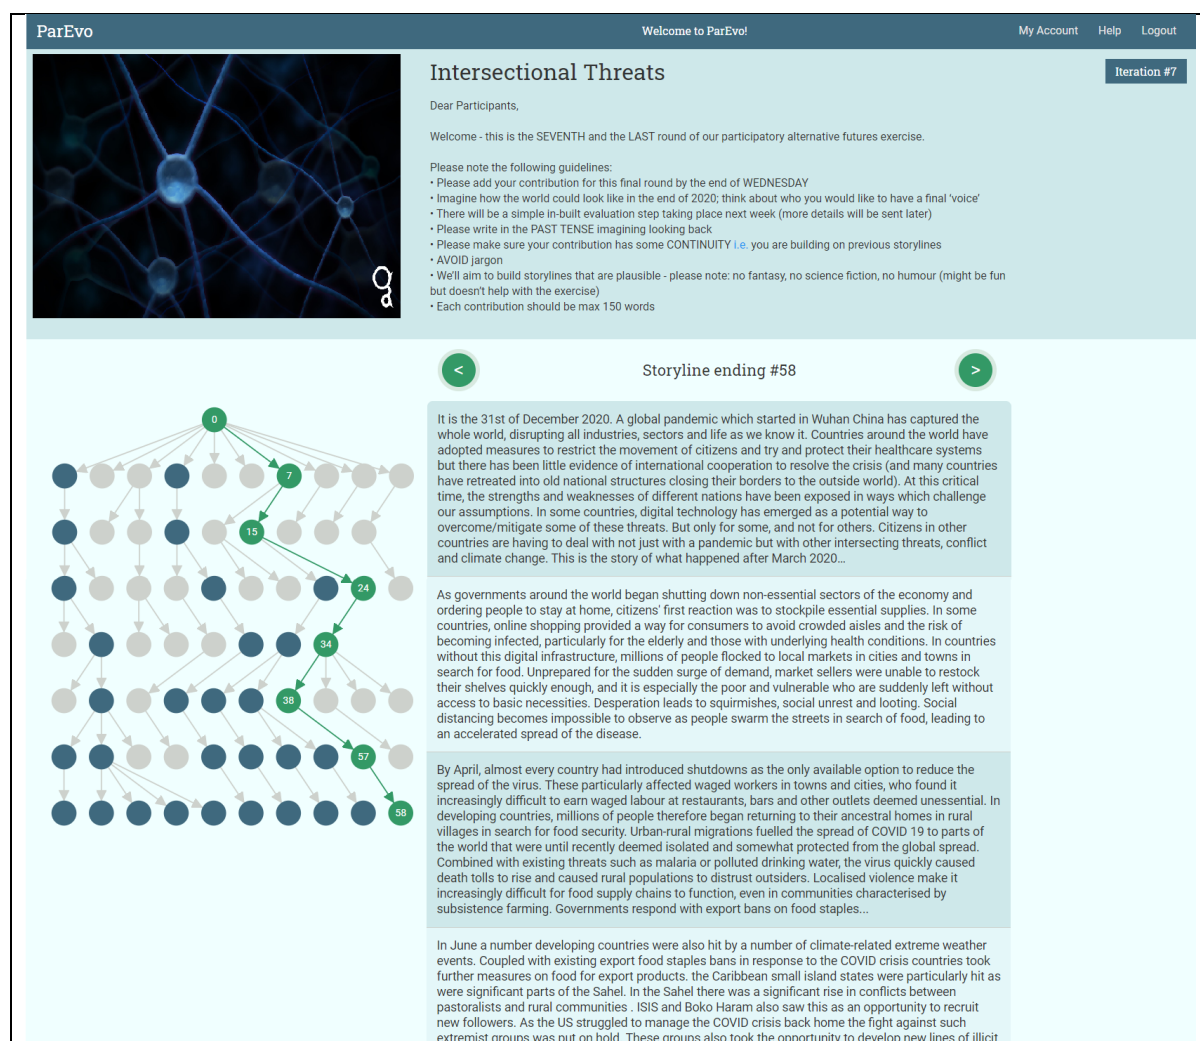 ParEvo
Welcome to ParEvo!
My Account Help Logout
Intersectional Threats
Iteration #7
Dear Participants,
Welcome - this is the SEVENTH and the LAST round of our participatory alternative futures exercise.
Please note the following guidelines:
• Please add your contribution for this final round by the end of WEDNESDAY
• Imagine how the world could look like in the end of 2020; think about who you would like to have a final ‘voice’
• There will be a simple in-built evaluation step taking place next week (more details will be sent later)
• Please write in the PAST TENSE imagining looking back
• Please make sure your contribution has some CONTINUITY i.e. you are building on previous storylines
• AVOID jargon
• We'll aim to build storylines that are plausible - please note: no fantasy, no science fiction, no humour (might be fun
but doesn't help with the exercise)
• Each contribution should be max 150 words
<
Storyline ending #58
>
0
7
15
24
34
38
57
58
It is the 31st of December 2020. A global pandemic which started in Wuhan China has captured the
whole world, disrupting all industries, sectors and life as we know it. Countries around the world have
adopted measures to restrict the movement of citizens and try and protect their healthcare systems
but there has been little evidence of international cooperation to resolve the crisis (and many countries
have retreated into old national structures closing their borders to the outside world). At this critical
time, the strengths and weaknesses of different nations have been exposed in ways which challenge
our assumptions. In some countries, digital technology has emerged as a potential way to
overcome/mitigate some of these threats. But only for some, and not for others. Citizens in other
countries are having to deal with not just with a pandemic but with other intersecting threats, conflict
and climate change. This is the story of what happened after March 2020...
As governments around the world began shutting down non-essential sectors of the economy and
ordering people to stay at home, citizens' first reaction was to stockpile essential supplies. In some
countries, online shopping provided a way for consumers to avoid crowded aisles and the risk of
becoming infected, particularly for the elderly and those with underlying health conditions. In countries
without this digital infrastructure, millions of people flocked to local markets in cities and towns in
search for food. Unprepared for the sudden surge of demand, market sellers were unable to restock
their shelves quickly enough, and it is especially the poor and vulnerable who are suddenly left without
access to basic necessities. Desperation leads to squirmishes, social unrest and looting. Social
distancing becomes impossible to observe as people swarm the streets in search of food, leading to
an accelerated spread of the disease.
By April, almost every country had introduced shutdowns as the only available option to reduce the
spread of the virus. These particularly affected waged workers in towns and cities, who found it
increasingly difficult to earn waged labour at restaurants, bars and other outlets deemed unessential. In
developing countries, millions of people therefore began returning to their ancestral homes in rural
villages in search for food security. Urban-rural migrations fuelled the spread of COVID 19 to parts of
the world that were until recently deemed isolated and somewhat protected from the global spread.
Combined with existing threats such as malaria or polluted drinking water, the virus quickly caused
death tolls to rise and caused rural populations to distrust outsiders. Localised violence make it
increasingly difficult for food supply chains to function, even in communities characterised by
subsistence farming. Governments respond with export bans on food staples...
In June a number developing countries were also hit by a number of climate-related extreme weather
events. Coupled with existing export food staples bans in response to the COVID crisis countries took
further measures on food for export products. the Caribbean small island states were particularly hit as
were significant parts of the Sahel. In the Sahel there was a significant rise in conflicts between
pastoralists and rural communities . ISIS and Boko Haram also saw this as an opportunity to recruit
new followers. As the US struggled to manage the COVID crisis back home the fight against such
extremist groups was put on hold. These groups also took the opportunity to develop new lines of illicit